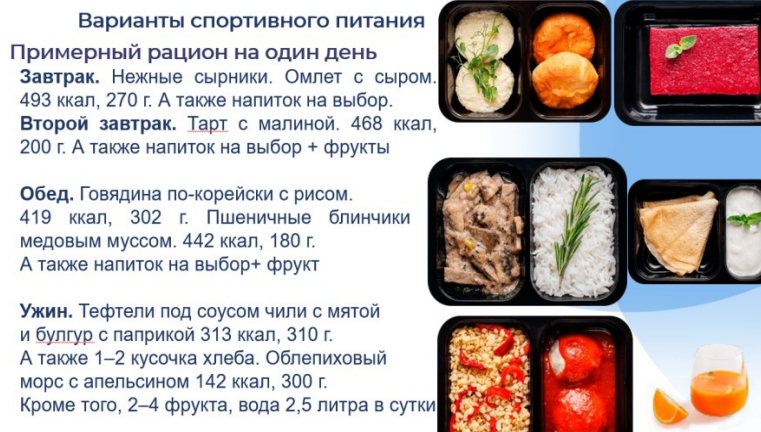 Варианты спортивного питания
Примерный рацион на один день
Завтрак. Нежные сырники. Омлет с сыром.
493 ккал, 270 г. А также напиток на выбор.
Второй завтрак. Тарт с малиной. 468 ккал,
200 г. А также напиток на выбор + фрукты
Обед. Говядина по-корейски с рисом.
419 ккал, 302 г. Пшеничные блинчики
медовым муссом. 442 ккал, 180 г.
А также напиток на выбор+ фрукт
Ужин. Тефтели под соусом чили с мятой
и булгур с паприкой 313 ккал, 310 г.
А также 1–2 кусочка хлеба. Облепиховый
морс с апельсином 142 ккал, 300 г.
Кроме того, 2–4 фрукта, вода 2,5 литра в сутки